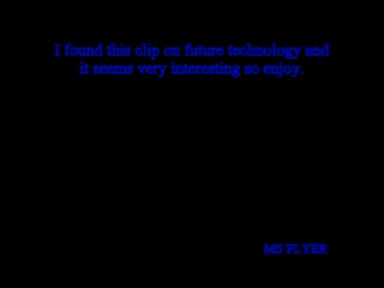 I found this clip on future technology and
it seems very interesting so enjoy.
MS FLYER